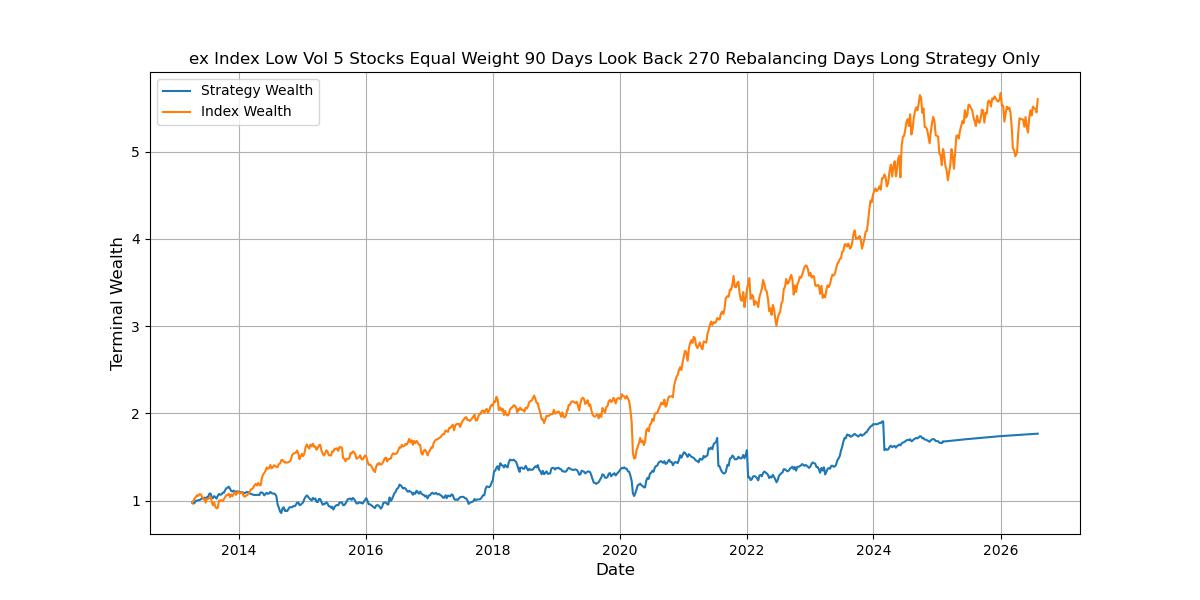 ex Index Low Vol 5 Stocks Equal Weight 90 Days Look Back 270 Rebalancing Days Long Strategy Only
Strategy Wealth
Index Wealth
Terminal Wealth
5
4
3
2
1
2014 2016 2018 2020 2022 2024 2026
Date